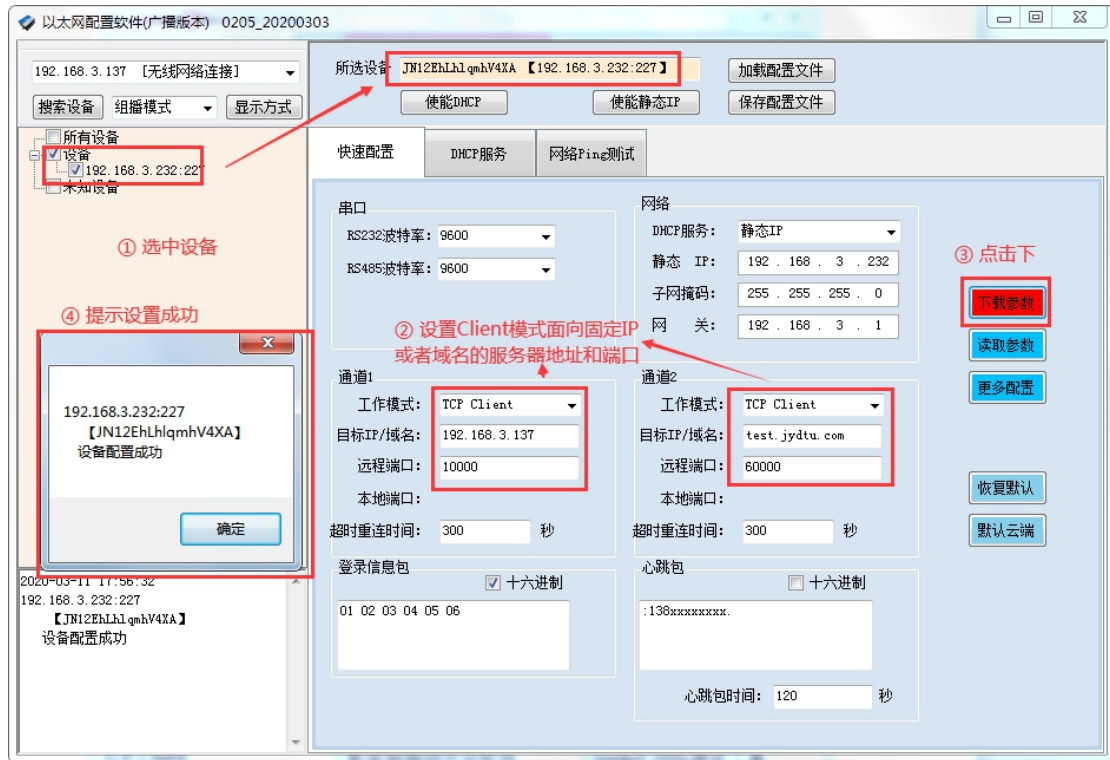 以太网配置软件(广播版本) 0205_20200303
192.168.3.137 [无线网络连接]
搜索设备 组播模式 显示方式
所选设备 JN12EhLhlqmhV4XA 【192.168.3.232:227】 加载配置文件
使能DHCP 使能静态IP 保存配置文件
所有设备
设备
192.168.3.232:227
未知设备
① 选中设备
④ 提示设置成功
192.168.3.232:227
【JN12EhLhlqmhV4XA】
设备配置成功
确定
2020-03-11 17:56:32
192.168.3.232:227
【JN12EhLhlqmhV4XA】
设备配置成功
快速配置 DHCP服务 网络Ping测试
串口
RS232波特率: 9600
RS485波特率: 9600
网络
DHCP服务: 静态IP
静态 IP: 192 . 168 . 3 . 232
子网掩码: 255 . 255 . 255 . 0
网 关: 192 . 168 . 3 . 1
② 设置Client模式面向固定IP
或者域名的服务器地址和端口
通道1
工作模式: TCP Client
目标IP/域名: 192.168.3.137
远程端口: 10000
本地端口:
超时重连时间: 300 秒
通道2
工作模式: TCP Client
目标IP/域名: test.jydtu.com
远程端口: 60000
本地端口:
超时重连时间: 300 秒
登录信息包
十六进制
01 02 03 04 05 06
心跳包
十六进制
:138xxxxxxxx.
心跳包时间: 120 秒
③ 点击下
下载参数
读取参数
更多配置
恢复默认
默认云端